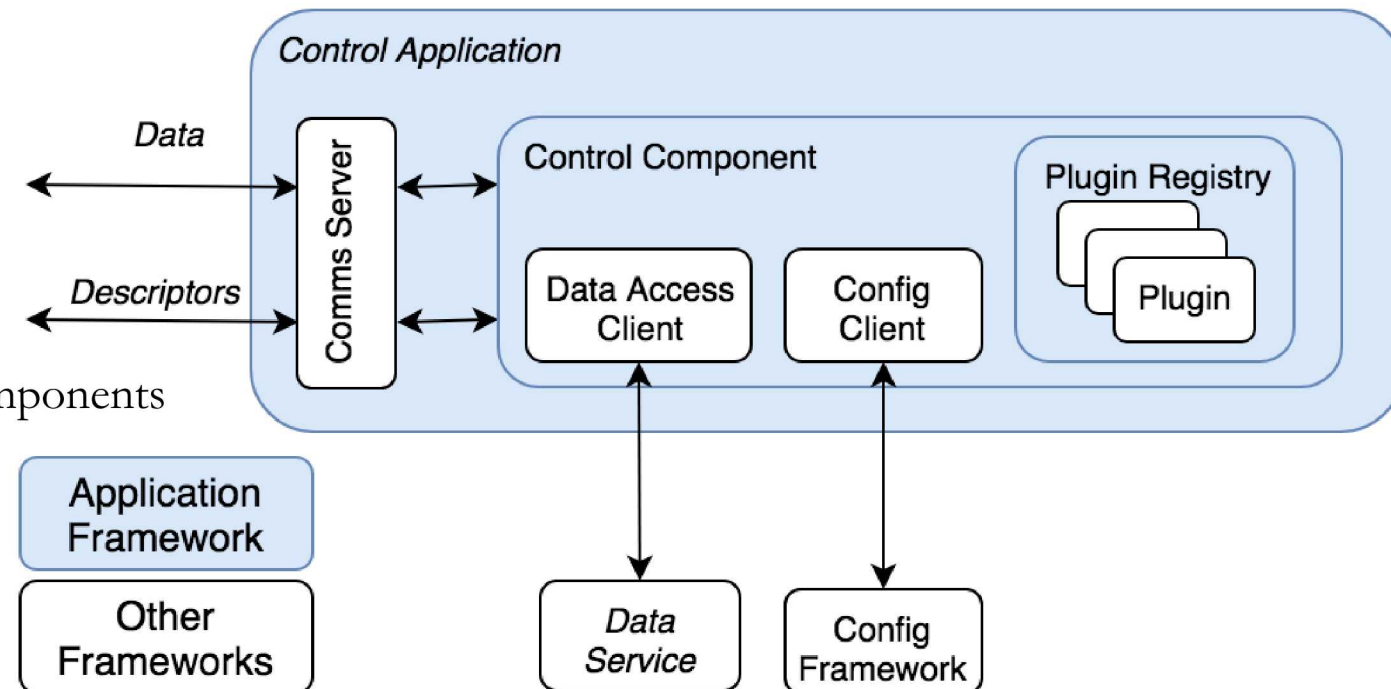 Control Application
Data
Control Component
Plugin Registry
Comms Server
Descriptors
Data Access
Client
Config
Client
Plugin
Application
Framework
Other
Frameworks
Data
Service
Config
Framework